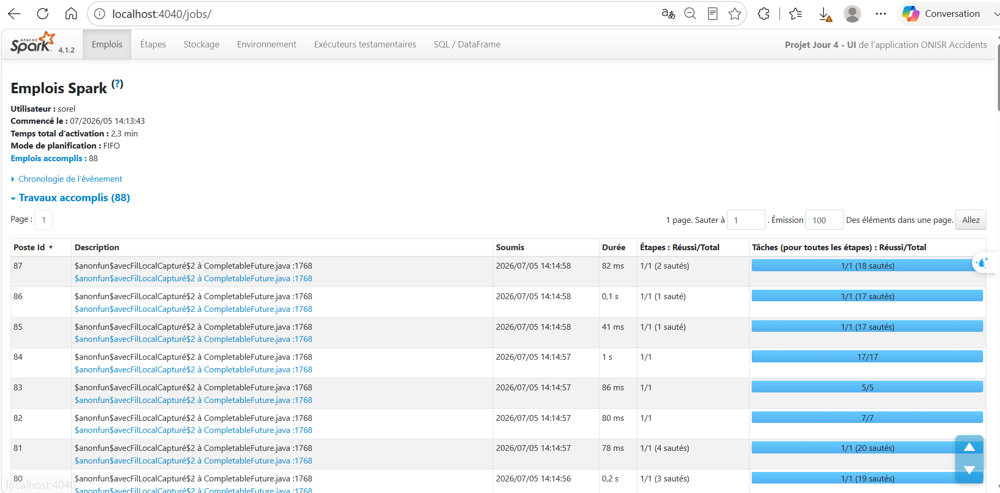 localhost:4040/jobs/
Conversation
APACHE Spark 4.1.2
Emplois Étapes Stockage Environnement Exécuteurs testamentaires SQL / DataFrame Projet Jour 4 - UI de l'application ONISR Accidents
Emplois Spark (?)
Utilisateur : sorel
Commencé le : 07/2026/05 14:13:43
Temps total d'activation : 2,3 min
Mode de planification : FIFO
Emplois accomplis : 88
Chronologie de l'événement
Travaux accomplis (88)
Page : 1 1 page. Sauter à 1 . Émission 100 Des éléments dans une page. Allez
Poste Id Description Soumis Durée Étapes : Réussi/Total Tâches (pour toutes les étapes) : Réussi/Total
87 $anonfun$avecFilLocalCapturé$2 à CompletableFuture.java :1768 2026/07/05 14:14:58 82 ms 1/1 (2 sautés) 1/1 (18 sautés)
$anonfun$avecFilLocalCapturé$2 à CompletableFuture.java :1768
86 $anonfun$avecFilLocalCapturé$2 à CompletableFuture.java :1768 2026/07/05 14:14:58 0,1 s 1/1 (1 sauté) 1/1 (17 sautés)
$anonfun$avecFilLocalCapturé$2 à CompletableFuture.java :1768
85 $anonfun$avecFilLocalCapturé$2 à CompletableFuture.java :1768 2026/07/05 14:14:58 41 ms 1/1 (1 sauté) 1/1 (17 sautés)
$anonfun$avecFilLocalCapturé$2 à CompletableFuture.java :1768
84 $anonfun$avecFilLocalCapturé$2 à CompletableFuture.java :1768 2026/07/05 14:14:57 1 s 1/1 17/17
$anonfun$avecFilLocalCapturé$2 à CompletableFuture.java :1768
83 $anonfun$avecFilLocalCapturé$2 à CompletableFuture.java :1768 2026/07/05 14:14:57 86 ms 1/1 5/5
$anonfun$avecFilLocalCapturé$2 à CompletableFuture.java :1768
82 $anonfun$avecFilLocalCapturé$2 à CompletableFuture.java :1768 2026/07/05 14:14:57 80 ms 1/1 7/7
$anonfun$avecFilLocalCapturé$2 à CompletableFuture.java :1768
81 $anonfun$avecFilLocalCapturé$2 à CompletableFuture.java :1768 2026/07/05 14:14:57 78 ms 1/1 (4 sautés) 1/1 (20 sautés)
$anonfun$avecFilLocalCapturé$2 à CompletableFuture.java :1768
80 $anonfun$avecFilLocalCapturé$2 à CompletableFuture.java :1768 2026/07/05 14:14:56 0,2 s 1/1 (3 sautés) 1/1 (19 sautés)
localhost:4040 $anonfun$avecFilLocalCapturé$2 à CompletableFuture.java :1768